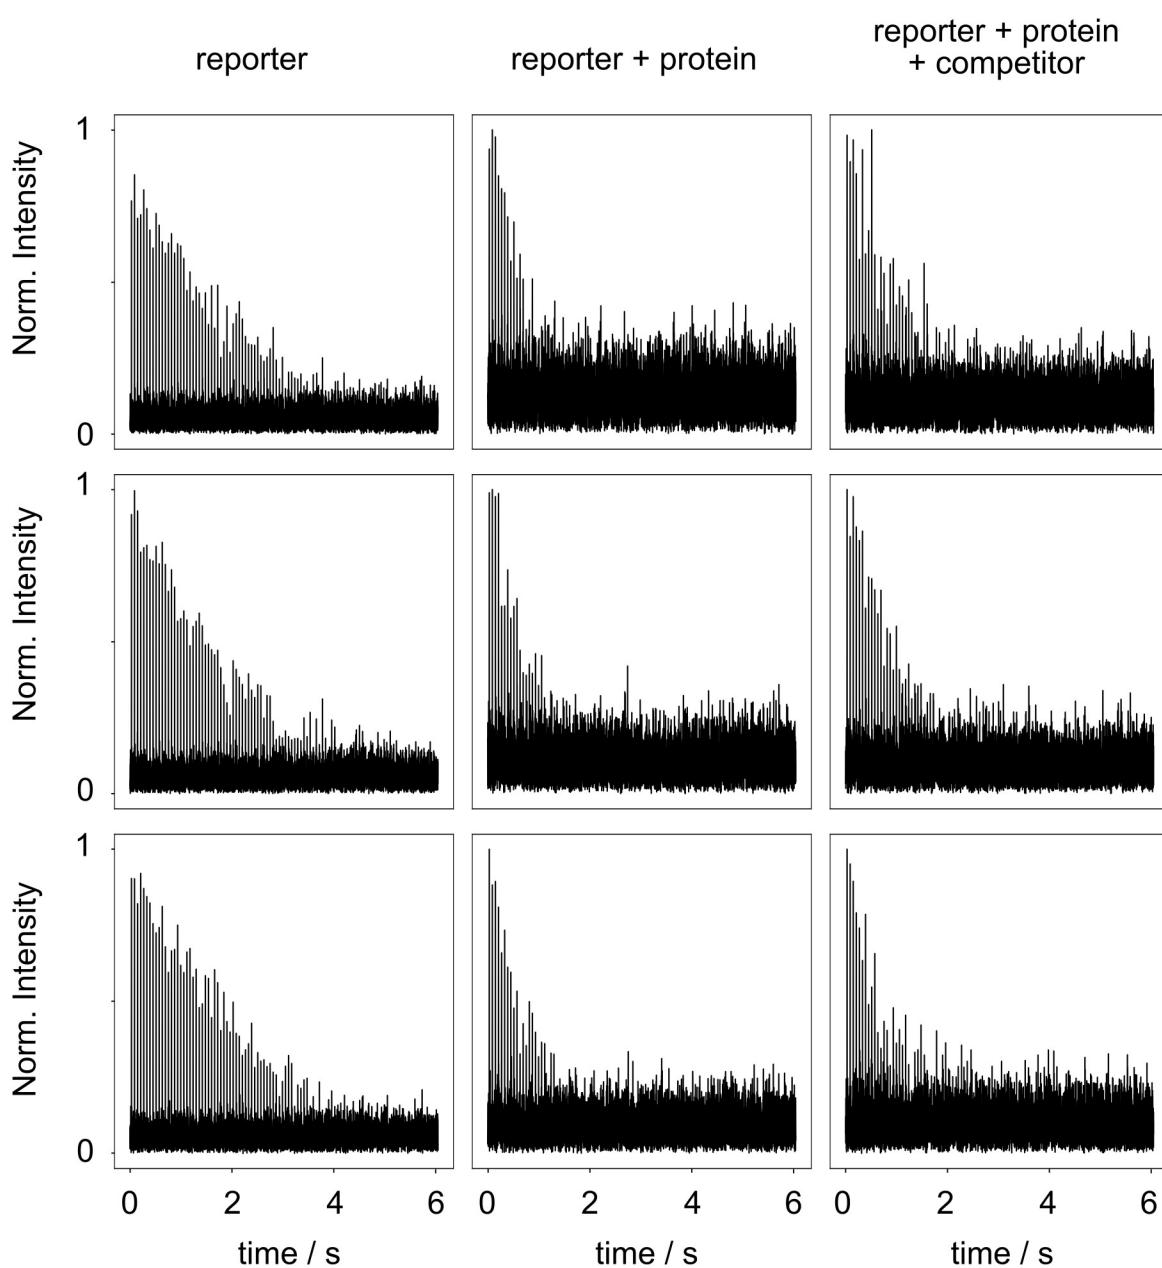 reporter
reporter + protein
reporter + protein
+ competitor
Norm. Intensity
1
0
Norm. Intensity
1
0
Norm. Intensity
1
0
0 2 4 6
0 2 4 6
0 2 4 6
time / s
time / s
time / s